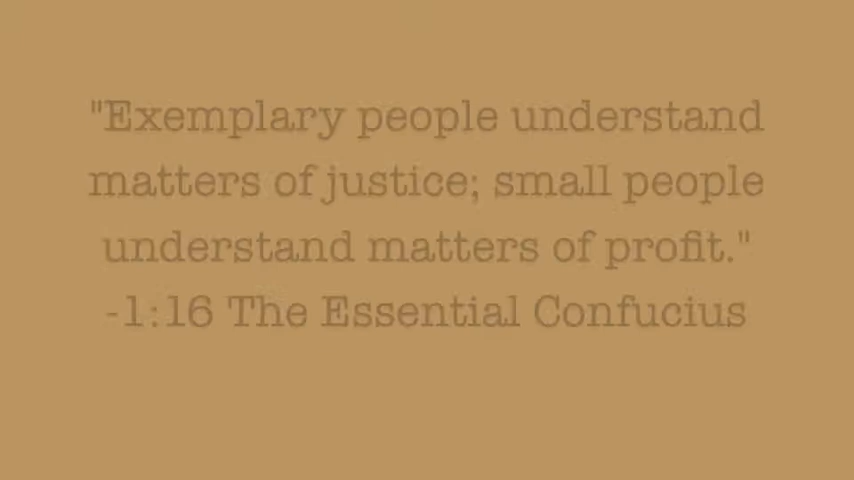 "Exemplary people understand
matters of justice; small people
understand matters of profit."
-1:16 The Essential Confucius